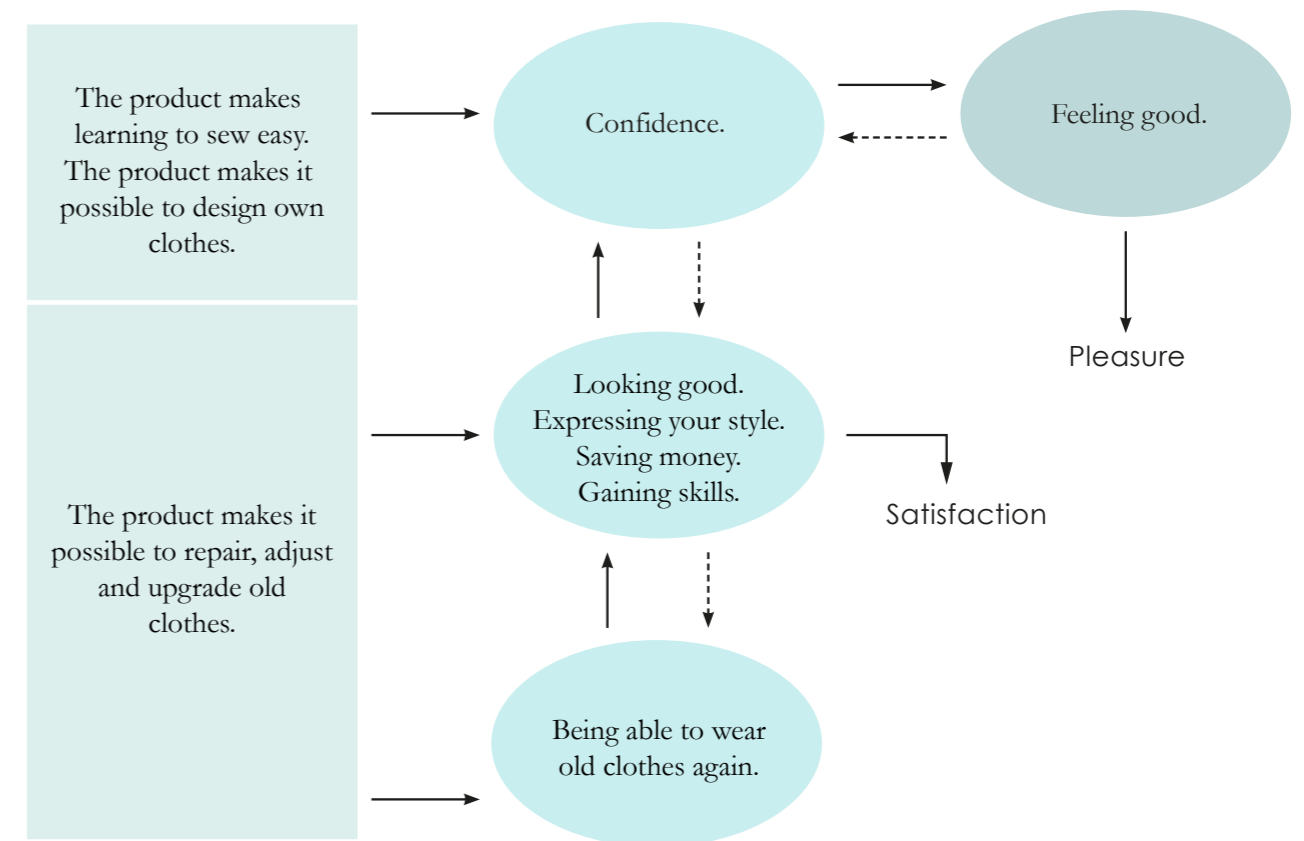 The product makes
learning to sew easy.
The product makes it
possible to design own
clothes.
Confidence.
Feeling good.
Pleasure
Looking good.
Expressing your style.
Saving money.
Gaining skills.
Satisfaction
The product makes it
possible to repair, adjust
and upgrade old
clothes.
Being able to wear
old clothes again.